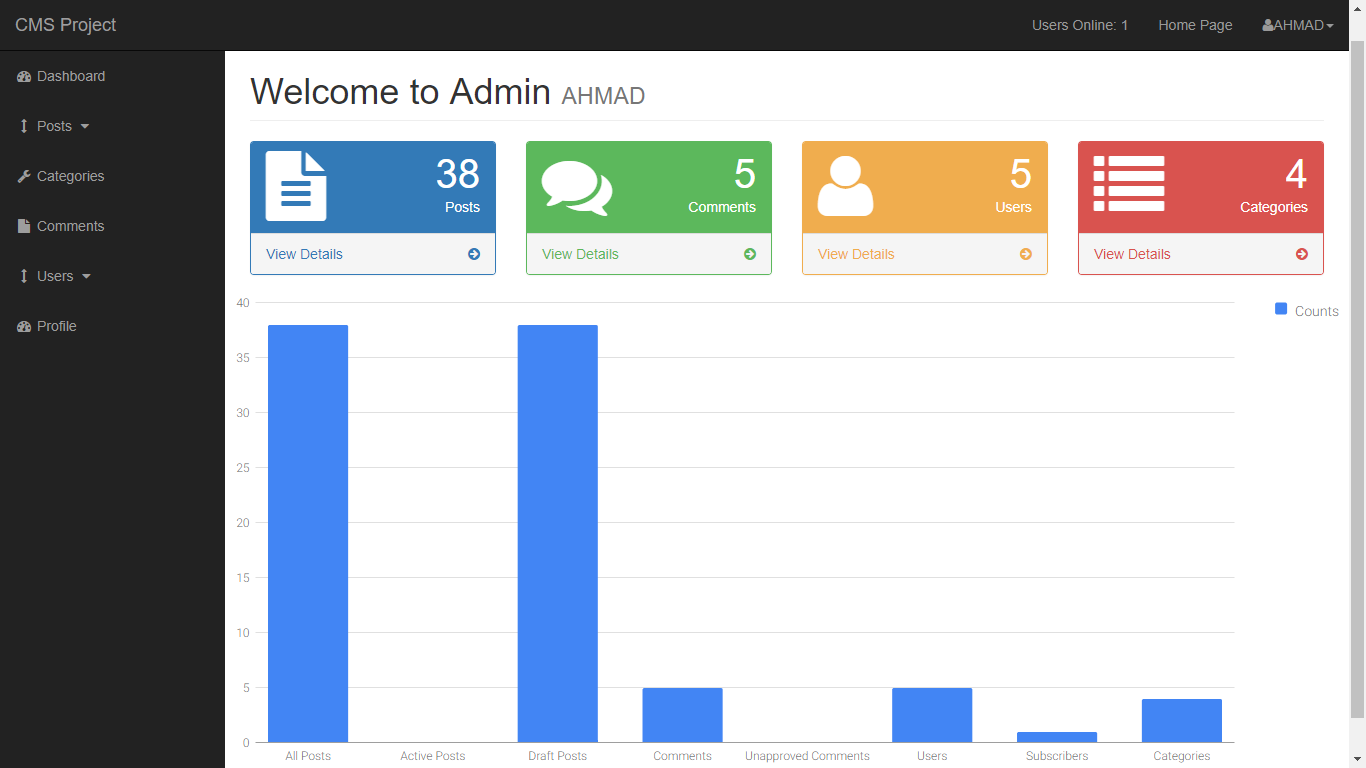 CMS Project
Users Online: 1
Home Page
AHMAD
Dashboard
Posts
Categories
Comments
Users
Profile
Welcome to Admin AHMAD
38
Posts
View Details
5
Comments
View Details
5
Users
View Details
4
Categories
View Details
Counts
40
35
30
25
20
15
10
5
0
All Posts
Active Posts
Draft Posts
Comments
Unapproved Comments
Users
Subscribers
Categories